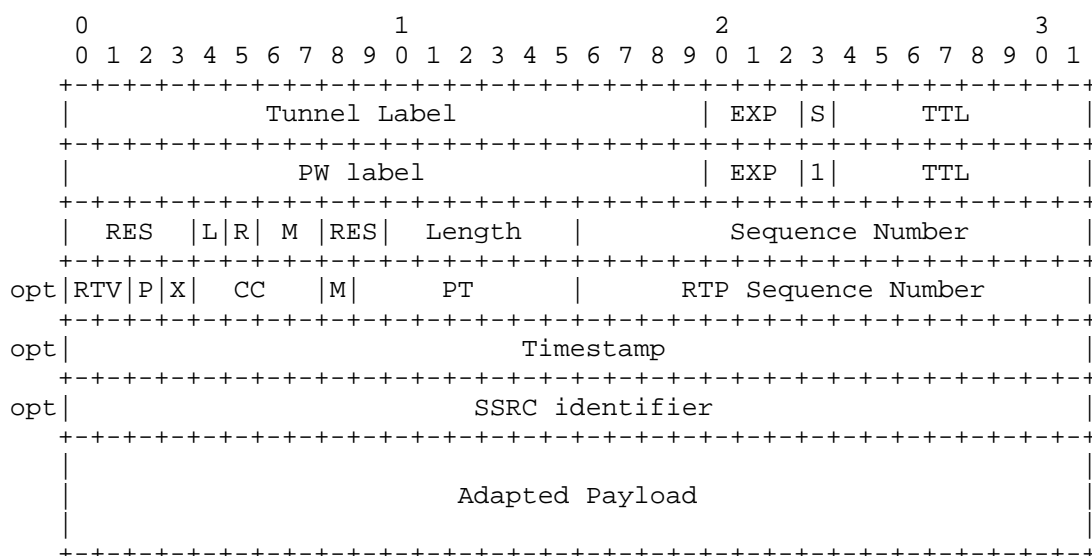 0                   1                   2                   3
    0 1 2 3 4 5 6 7 8 9 0 1 2 3 4 5 6 7 8 9 0 1 2 3 4 5 6 7 8 9 0 1
   +-+-+-+-+-+-+-+-+-+-+-+-+-+-+-+-+-+-+-+-+-+-+-+-+-+-+-+-+-+-+-+-+
   |            Tunnel Label               | EXP |S|     TTL       |
   +-+-+-+-+-+-+-+-+-+-+-+-+-+-+-+-+-+-+-+-+-+-+-+-+-+-+-+-+-+-+-+-+
   |              PW label                 | EXP |1|     TTL       |
   +-+-+-+-+-+-+-+-+-+-+-+-+-+-+-+-+-+-+-+-+-+-+-+-+-+-+-+-+-+-+-+-+
   |  RES  |L|R| M |RES|  Length   |         Sequence Number       |
   +-+-+-+-+-+-+-+-+-+-+-+-+-+-+-+-+-+-+-+-+-+-+-+-+-+-+-+-+-+-+-+-+
opt|RTV|P|X|  CC   |M|     PT      |      RTP Sequence Number      |
   +-+-+-+-+-+-+-+-+-+-+-+-+-+-+-+-+-+-+-+-+-+-+-+-+-+-+-+-+-+-+-+-+
opt|                            Timestamp                          |
   +-+-+-+-+-+-+-+-+-+-+-+-+-+-+-+-+-+-+-+-+-+-+-+-+-+-+-+-+-+-+-+-+
opt|                         SSRC identifier                       |
   +-+-+-+-+-+-+-+-+-+-+-+-+-+-+-+-+-+-+-+-+-+-+-+-+-+-+-+-+-+-+-+-+
   |                                                               |
   |                        Adapted Payload                        |
   |                                                               |
   +-+-+-+-+-+-+-+-+-+-+-+-+-+-+-+-+-+-+-+-+-+-+-+-+-+-+-+-+-+-+-+-+